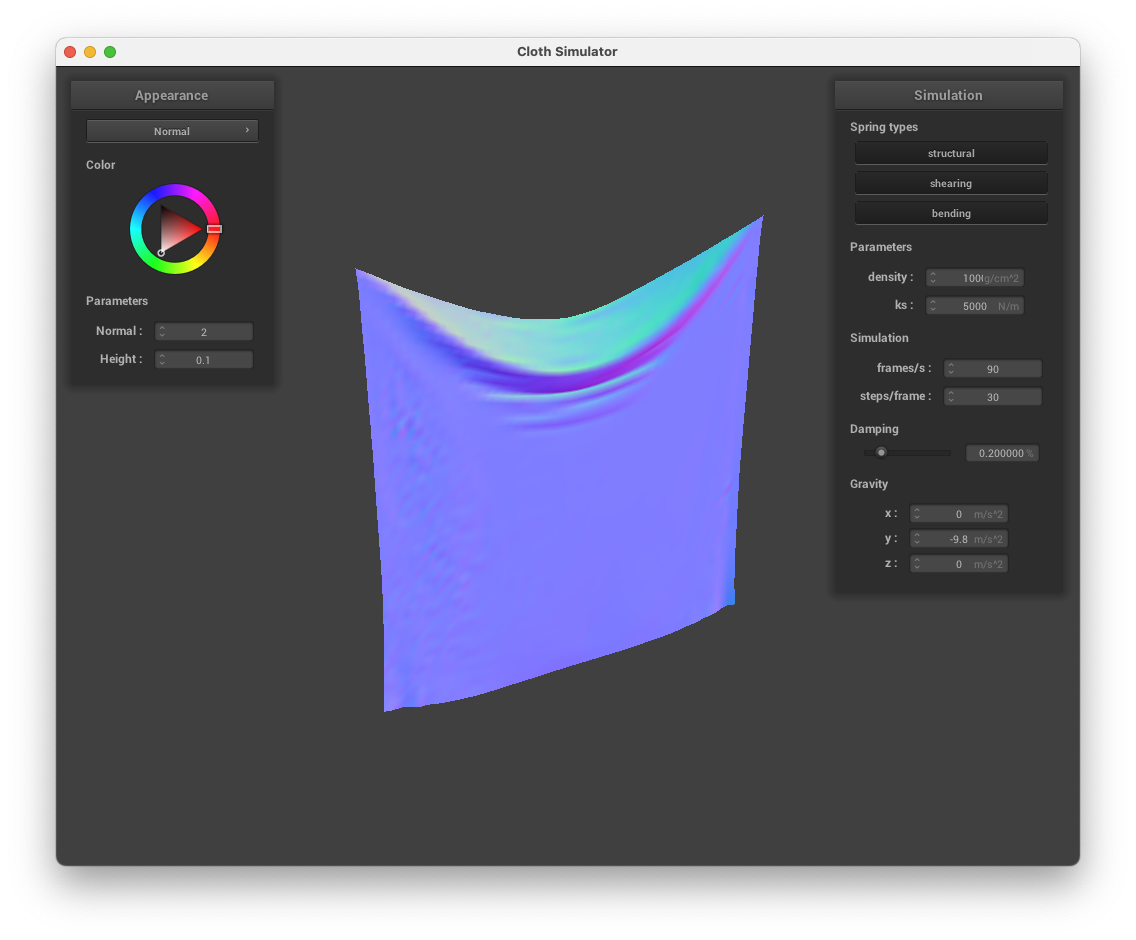 Cloth Simulator
Appearance
Normal
Color
Parameters
Normal : 2
Height : 0.1
Simulation
Spring types
structural
shearing
bending
Parameters
density : 100 g/cm^2
ks : 5000 N/m
Simulation
frames/s : 90
steps/frame : 30
Damping
0.200000 %
Gravity
x : 0 m/s^2
y : -9.8 m/s^2
z : 0 m/s^2